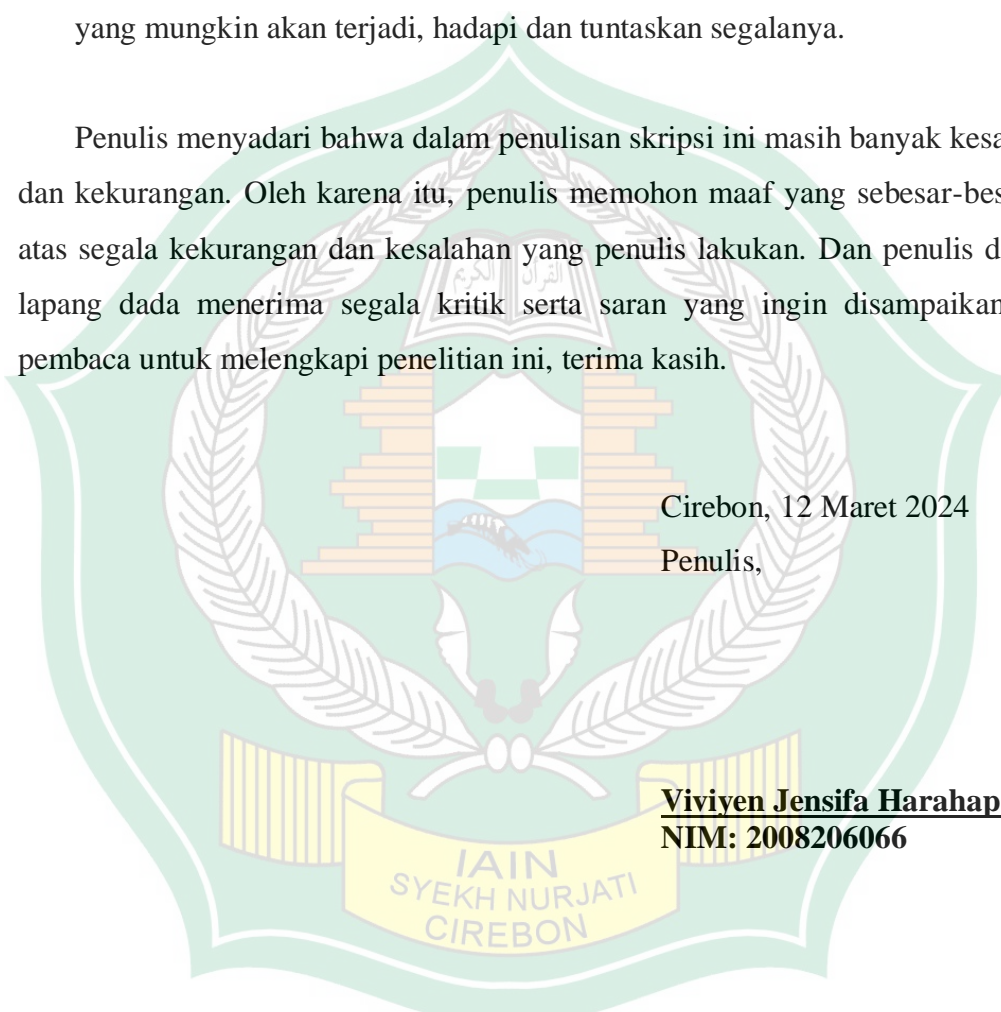 yang mungkin akan terjadi, hadapi dan tuntaskan segalanya.
Penulis menyadari bahwa dalam penulisan skripsi ini masih banyak kesa
dan kekurangan. Oleh karena itu, penulis memohon maaf yang sebesar-bes
atas segala kekurangan dan kesalahan yang penulis lakukan. Dan penulis d
lapang dada menerima segala kritik serta saran yang ingin disampaikan
pembaca untuk melengkapi penelitian ini, terima kasih.
القرآن الكريم
Cirebon, 12 Maret 2024
Penulis,
Viviyen Jensifa Harahap
NIM: 2008206066
IAIN
SYEKH NURJATI
CIREBON